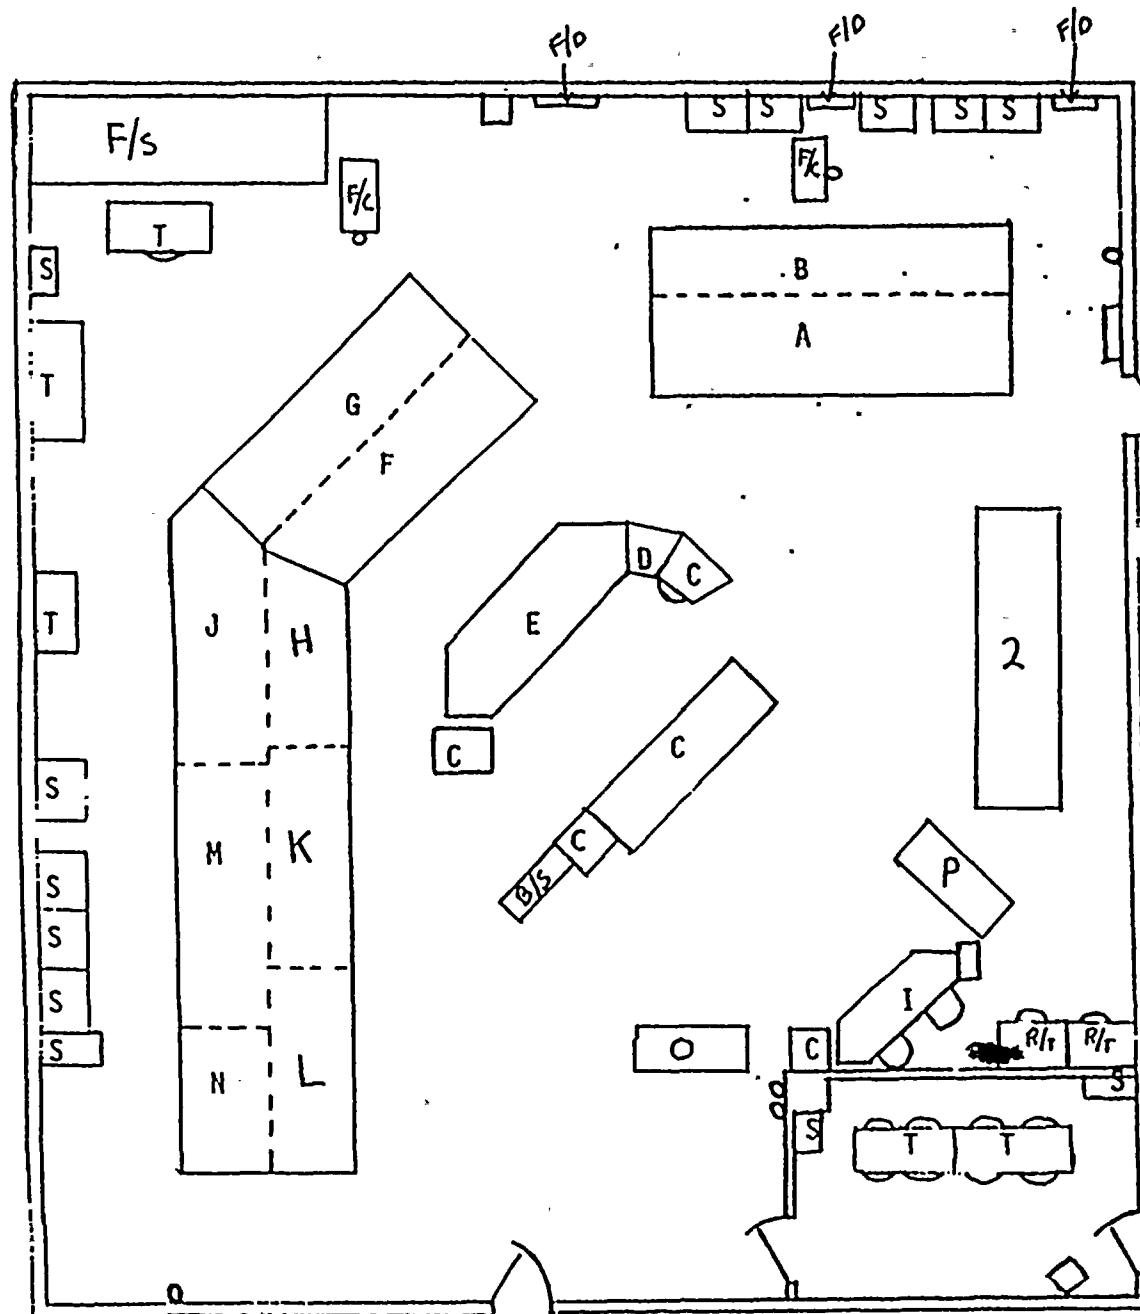 F/D F/D F/D
F/S S S S S S
F/C F/C
T
S B
T A
G
F
D C
T J H E 2
C C
S
M K C P
S B/S
S
S I
S O C R/T R/T
N L S
S T T